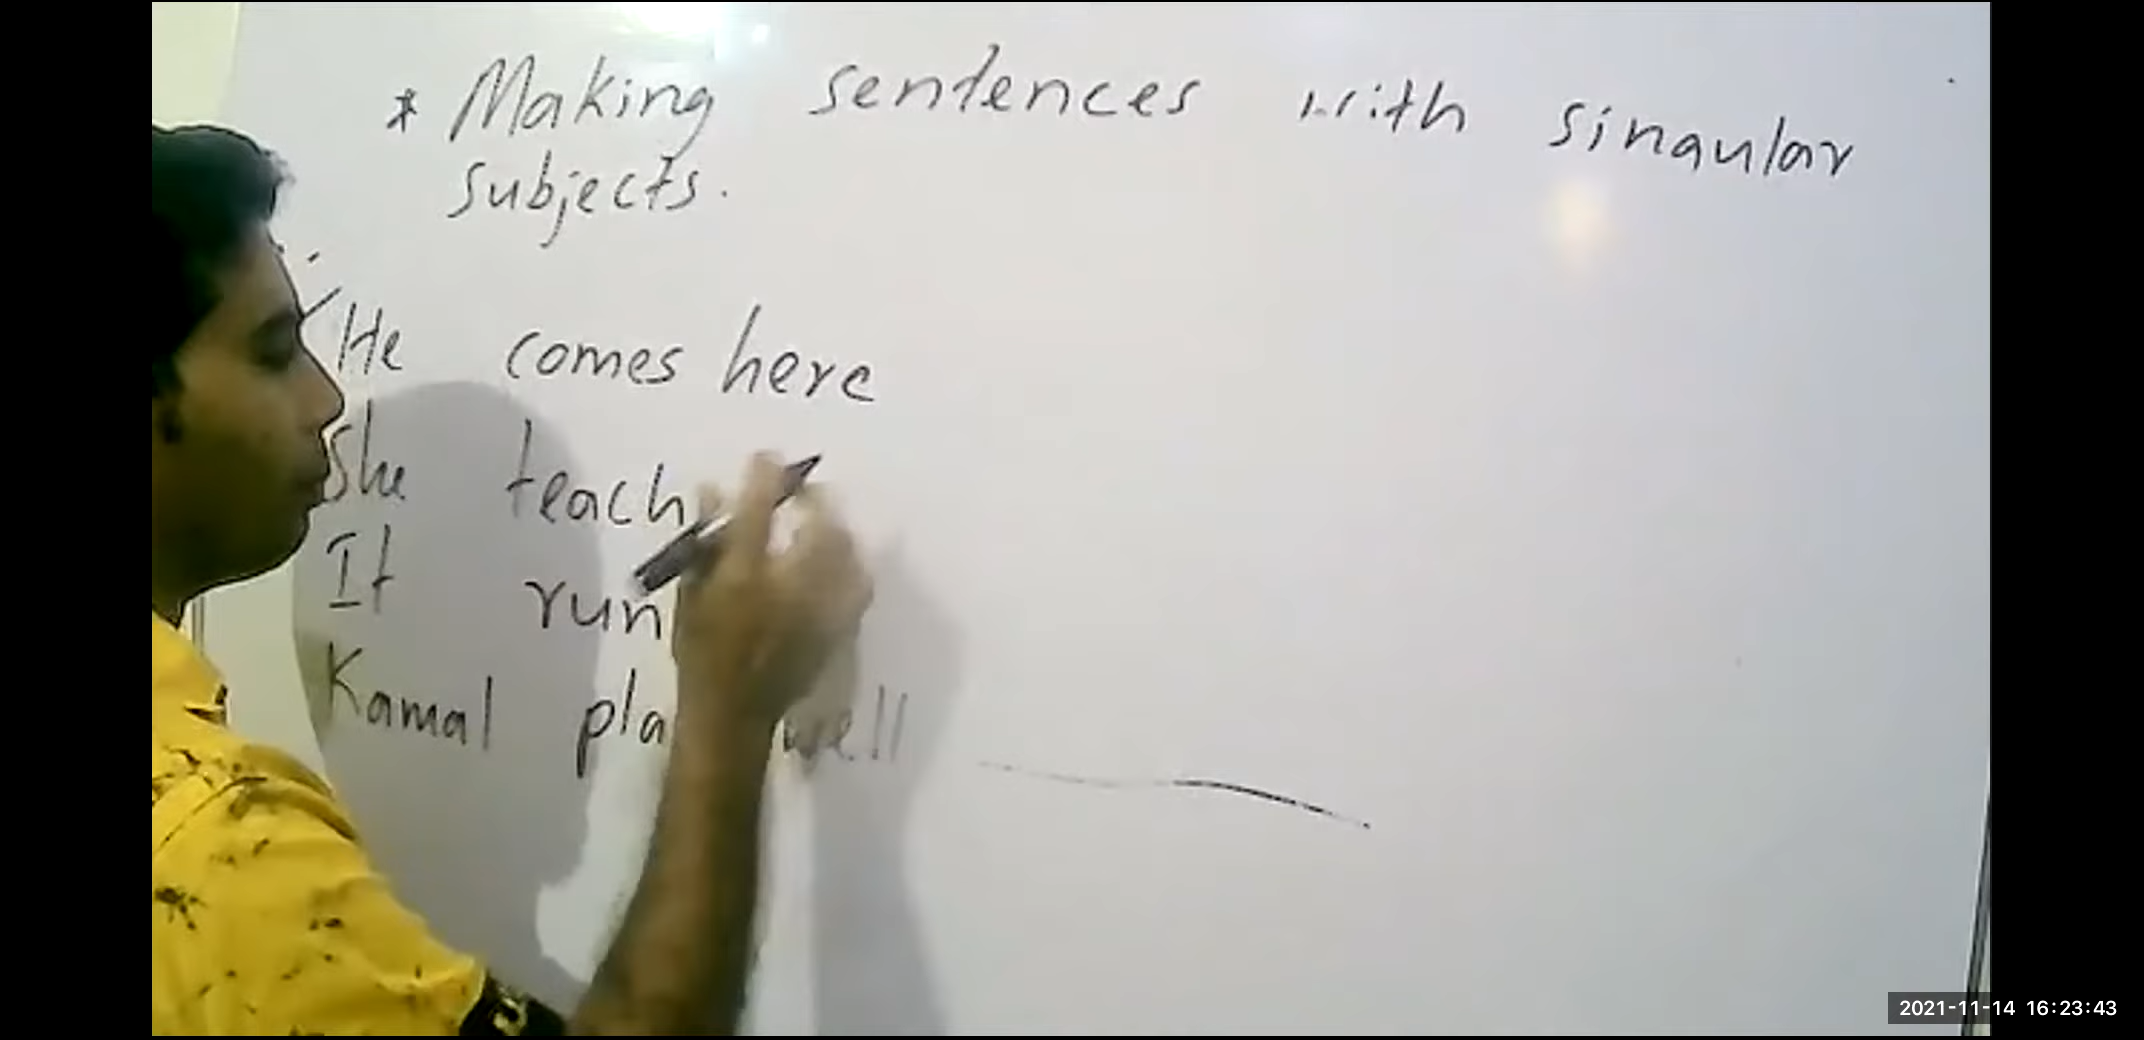 * Making sentences with singular
subjects.
He comes here
She teach
It run
Kamal pla well
2021-11-14 16:23:43